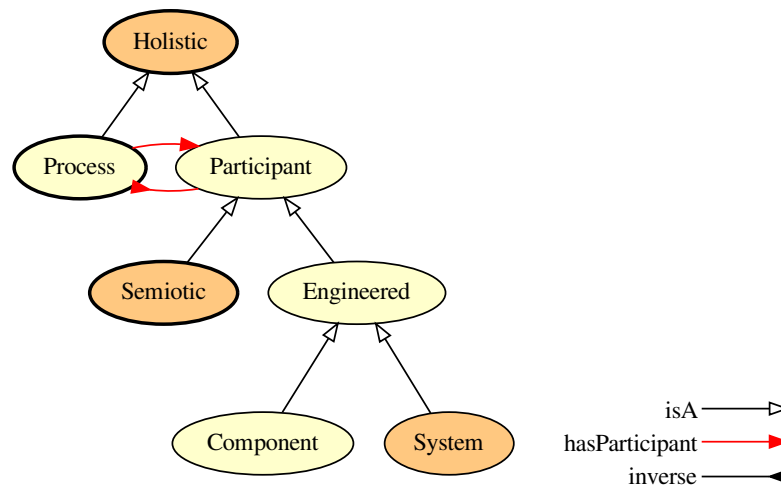 Holistic
Process
Participant
Semiotic
Engineered
Component
System
isA
hasParticipant
inverse